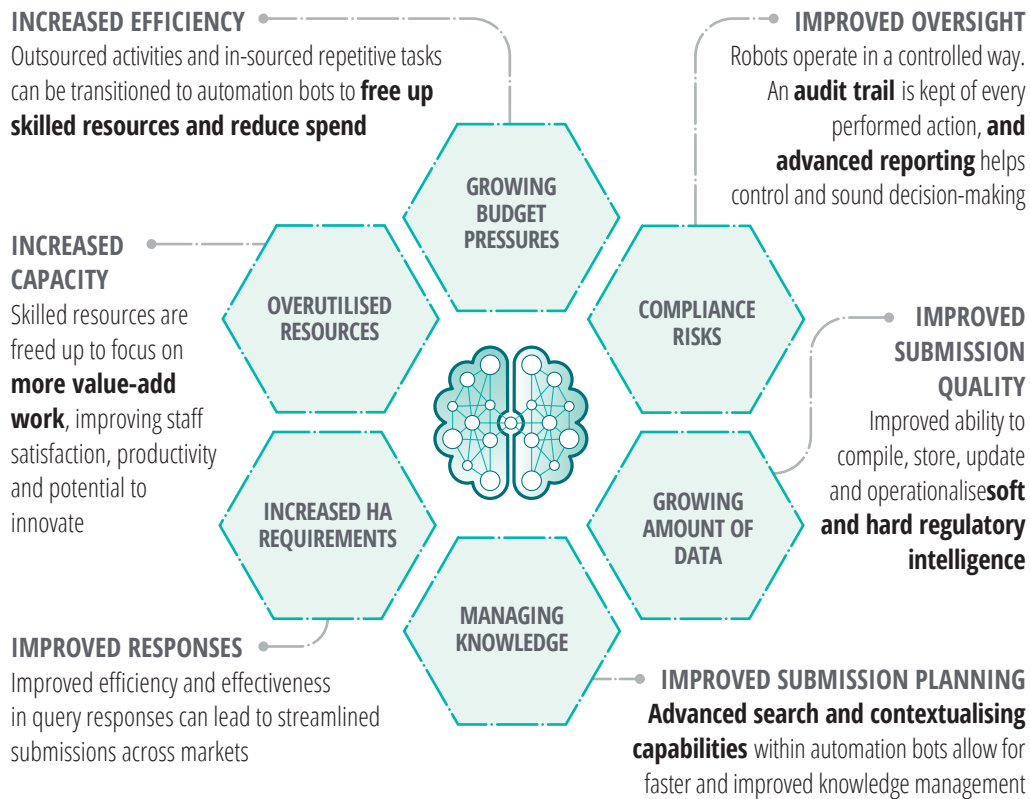 INCREASED EFFICIENCY
Outsourced activities and in-sourced repetitive tasks
can be transitioned to automation bots to free up
skilled resources and reduce spend
IMPROVED OVERSIGHT
Robots operate in a controlled way.
An audit trail is kept of every
performed action, and
advanced reporting helps
control and sound decision-making
GROWING
BUDGET
PRESSURES
INCREASED
CAPACITY
Skilled resources are
freed up to focus on
more value-add
work, improving staff
satisfaction, productivity
and potential to
innovate
OVERUTILISED
RESOURCES
COMPLIANCE
RISKS
IMPROVED
SUBMISSION
QUALITY
Improved ability to
compile, store, update
and operationalisesoft
and hard regulatory
intelligence
INCREASED HA
REQUIREMENTS
GROWING
AMOUNT OF
DATA
MANAGING
KNOWLEDGE
IMPROVED RESPONSES
Improved efficiency and effectiveness
in query responses can lead to streamlined
submissions across markets
IMPROVED SUBMISSION PLANNING
Advanced search and contextualising
capabilities within automation bots allow for
faster and improved knowledge management